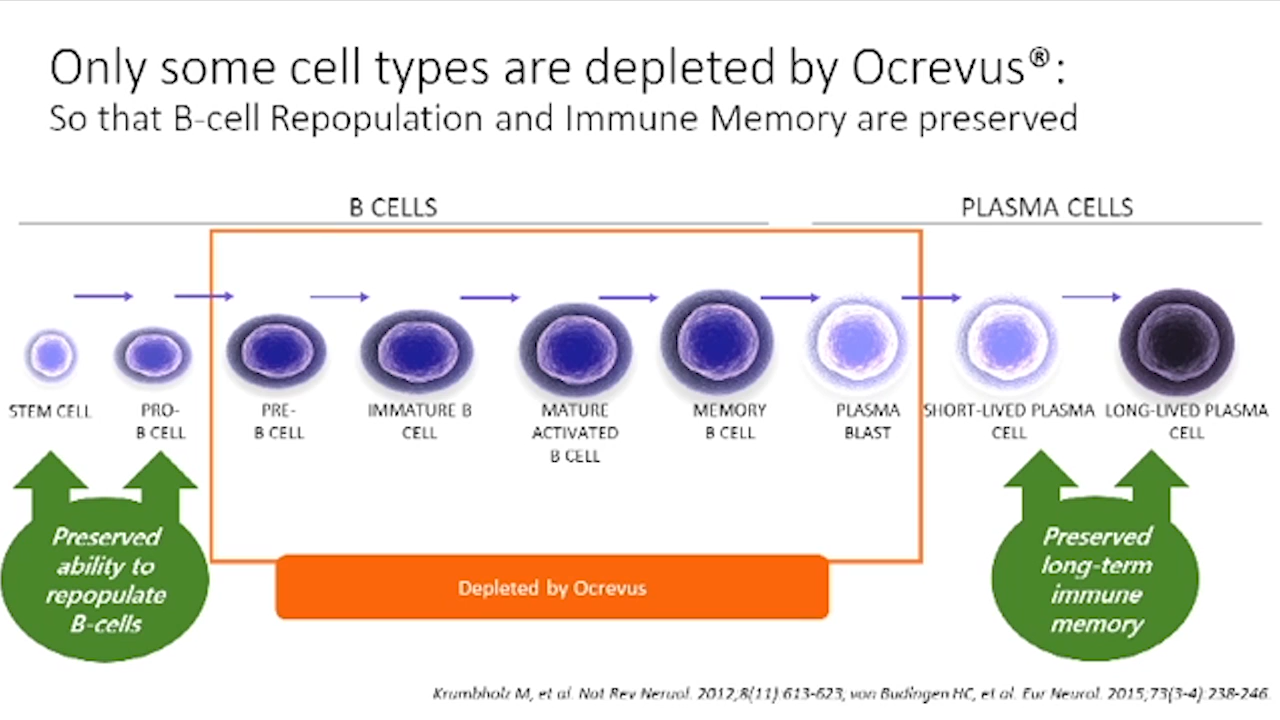 Only some cell types are depleted by Ocrevus®:
So that B-cell Repopulation and Immune Memory are preserved
B CELLS
PLASMA CELLS
STEM CELL
PRO-
B CELL
PRE-
B CELL
IMMATURE B
CELL
MATURE
ACTIVATED
B CELL
MEMORY
B CELL
PLASMA
BLAST
SHORT-LIVED PLASMA
CELL
LONG-LIVED PLASMA
CELL
Preserved
ability to
repopulate
B-cells
Depleted by Ocrevus
Preserved
long-term
immune
memory
Krumbholz M, et al. Nat Rev Neruol. 2012;8(11):613-623, von Budingen HC, et al. Eur Neurol. 2015;73(3-4):238-246.